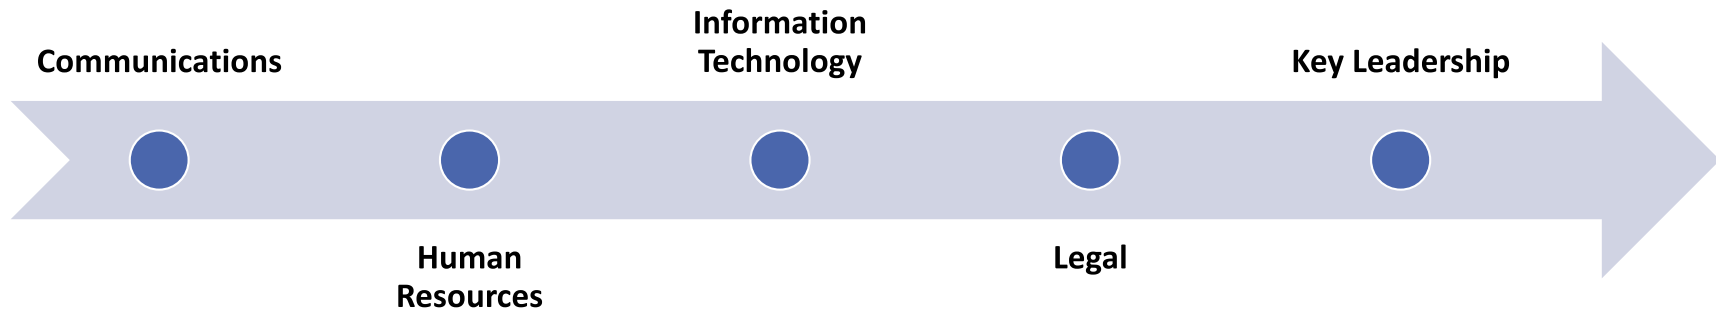 Communications
Human
Resources
Information
Technology
Legal
Key Leadership